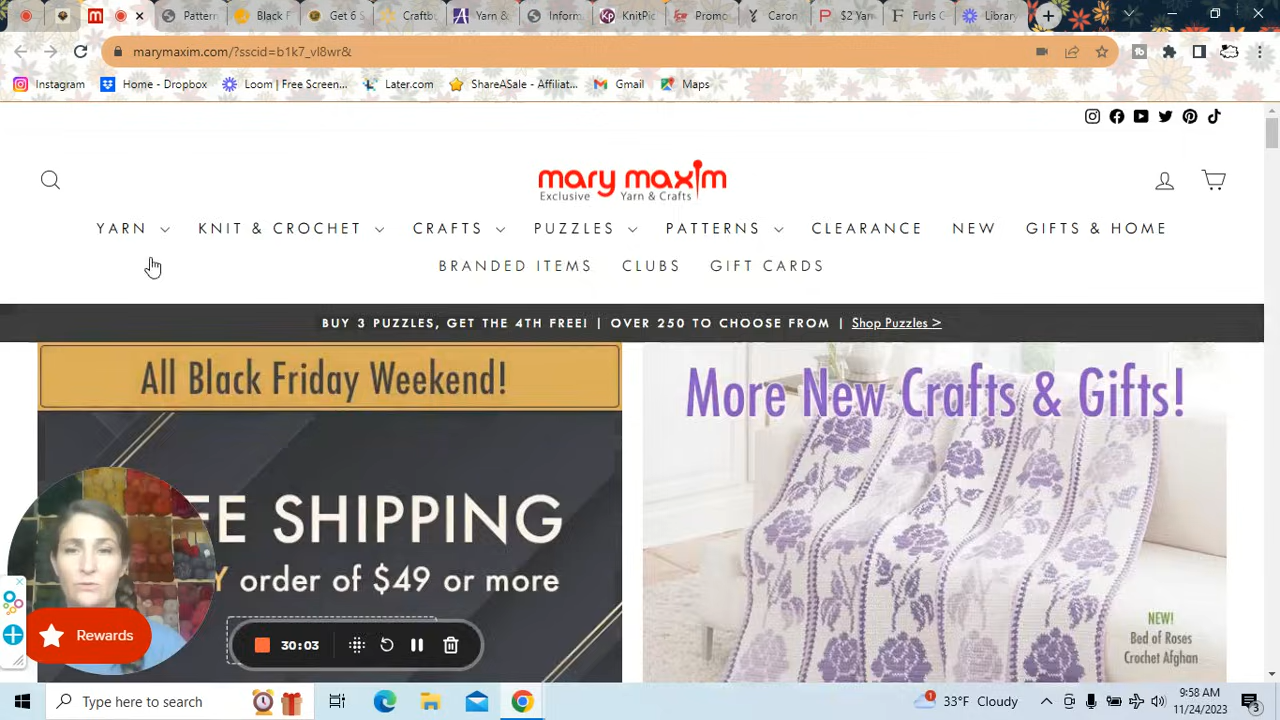 Pattern
Black F
Get 6 S
Craftbo
Yarn &
Inform
KnitPic
Promo
Caron
$2 Yarn
Furls C
Library
marymaxim.com/?sscid=b1k7_vl8wr&
Instagram
Home - Dropbox
Loom | Free Screen...
Later.com
ShareASale - Affiliat...
Gmail
Maps
mary maxim
Exclusive Yarn & Crafts
YARN KNIT & CROCHET CRAFTS PUZZLES PATTERNS CLEARANCE NEW GIFTS & HOME
BRANDED ITEMS CLUBS GIFT CARDS
BUY 3 PUZZLES, GET THE 4TH FREE! | OVER 250 TO CHOOSE FROM | Shop Puzzles >
All Black Friday Weekend!
More New Crafts & Gifts!
EE SHIPPING
Y order of $49 or more
NEW!
Bed of Roses
Crochet Afghan
Rewards
30:03
Type here to search
33°F Cloudy
9:58 AM
11/24/2023